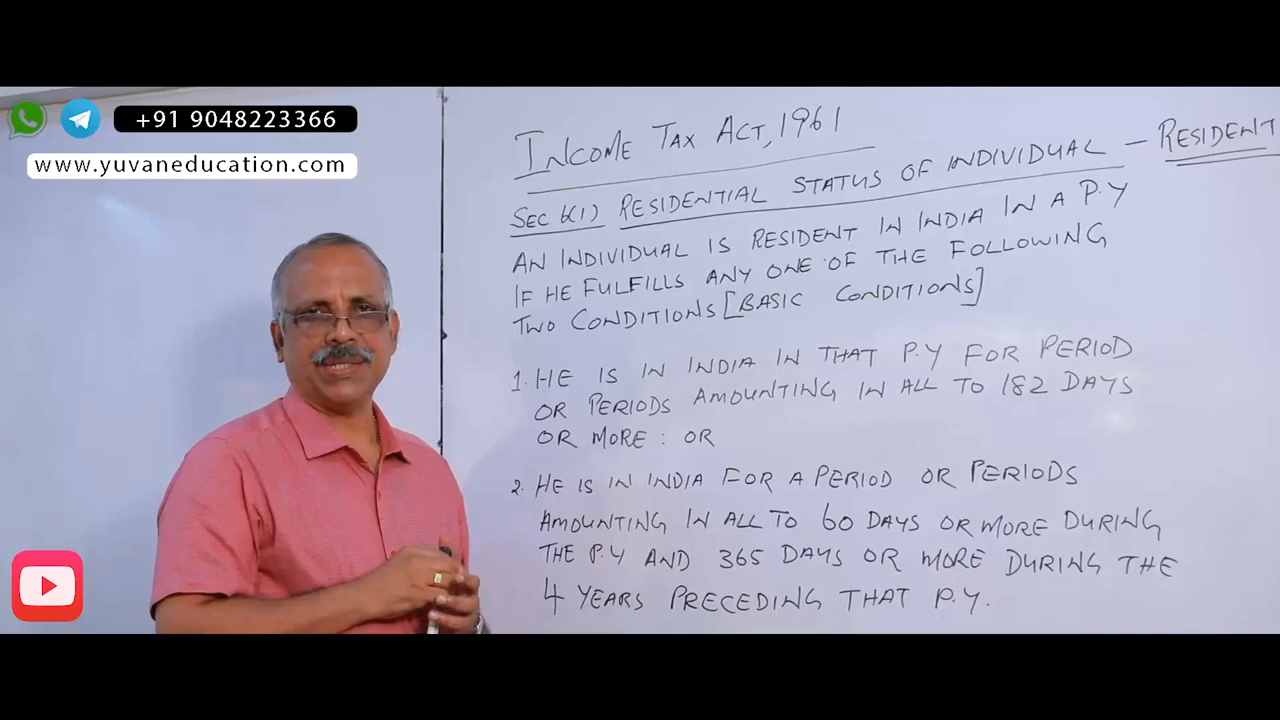 +91 9048223366
www.yuvaneducation.com
INCOME TAX ACT, 1961
SEC 6(1) RESIDENTIAL STATUS OF INDIVIDUAL – RESIDENT
AN INDIVIDUAL IS RESIDENT IN INDIA IN A P.Y
IF HE FULFILLS ANY ONE OF THE FOLLOWING
TWO CONDITIONS [BASIC CONDITIONS]
1. HE IS IN INDIA IN THAT P.Y FOR PERIOD
OR PERIODS AMOUNTING IN ALL TO 182 DAYS
OR MORE : OR
2. HE IS IN INDIA FOR A PERIOD OR PERIODS
AMOUNTING IN ALL TO 60 DAYS OR MORE DURING
THE P.Y AND 365 DAYS OR MORE DURING THE
4 YEARS PRECEDING THAT P.Y.